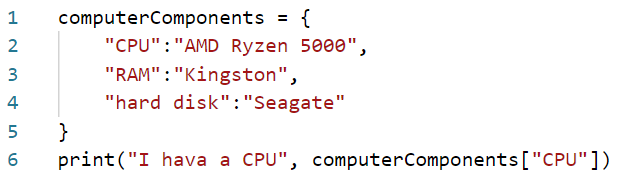 1 computerComponents = {
2     "CPU":"AMD Ryzen 5000",
3     "RAM":"Kingston",
4     "hard disk":"Seagate"
5 }
6 print("I hava a CPU", computerComponents["CPU"])